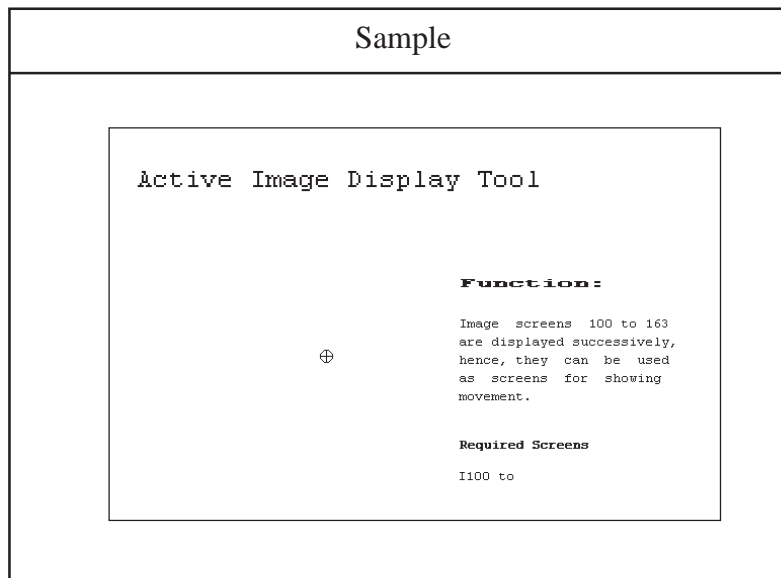 Sample
Active Image Display Tool
Function:
Image screens 100 to 163
are displayed successively,
hence, they can be used
as screens for showing
movement.
Required Screens
I100 to